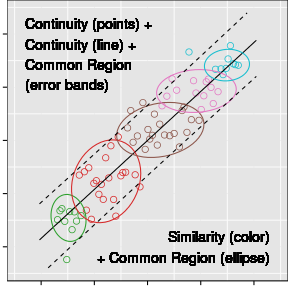 Continuity (points) +
Continuity (line) +
Common Region
(error bands)
Similarity (color)
+ Common Region (ellipse)